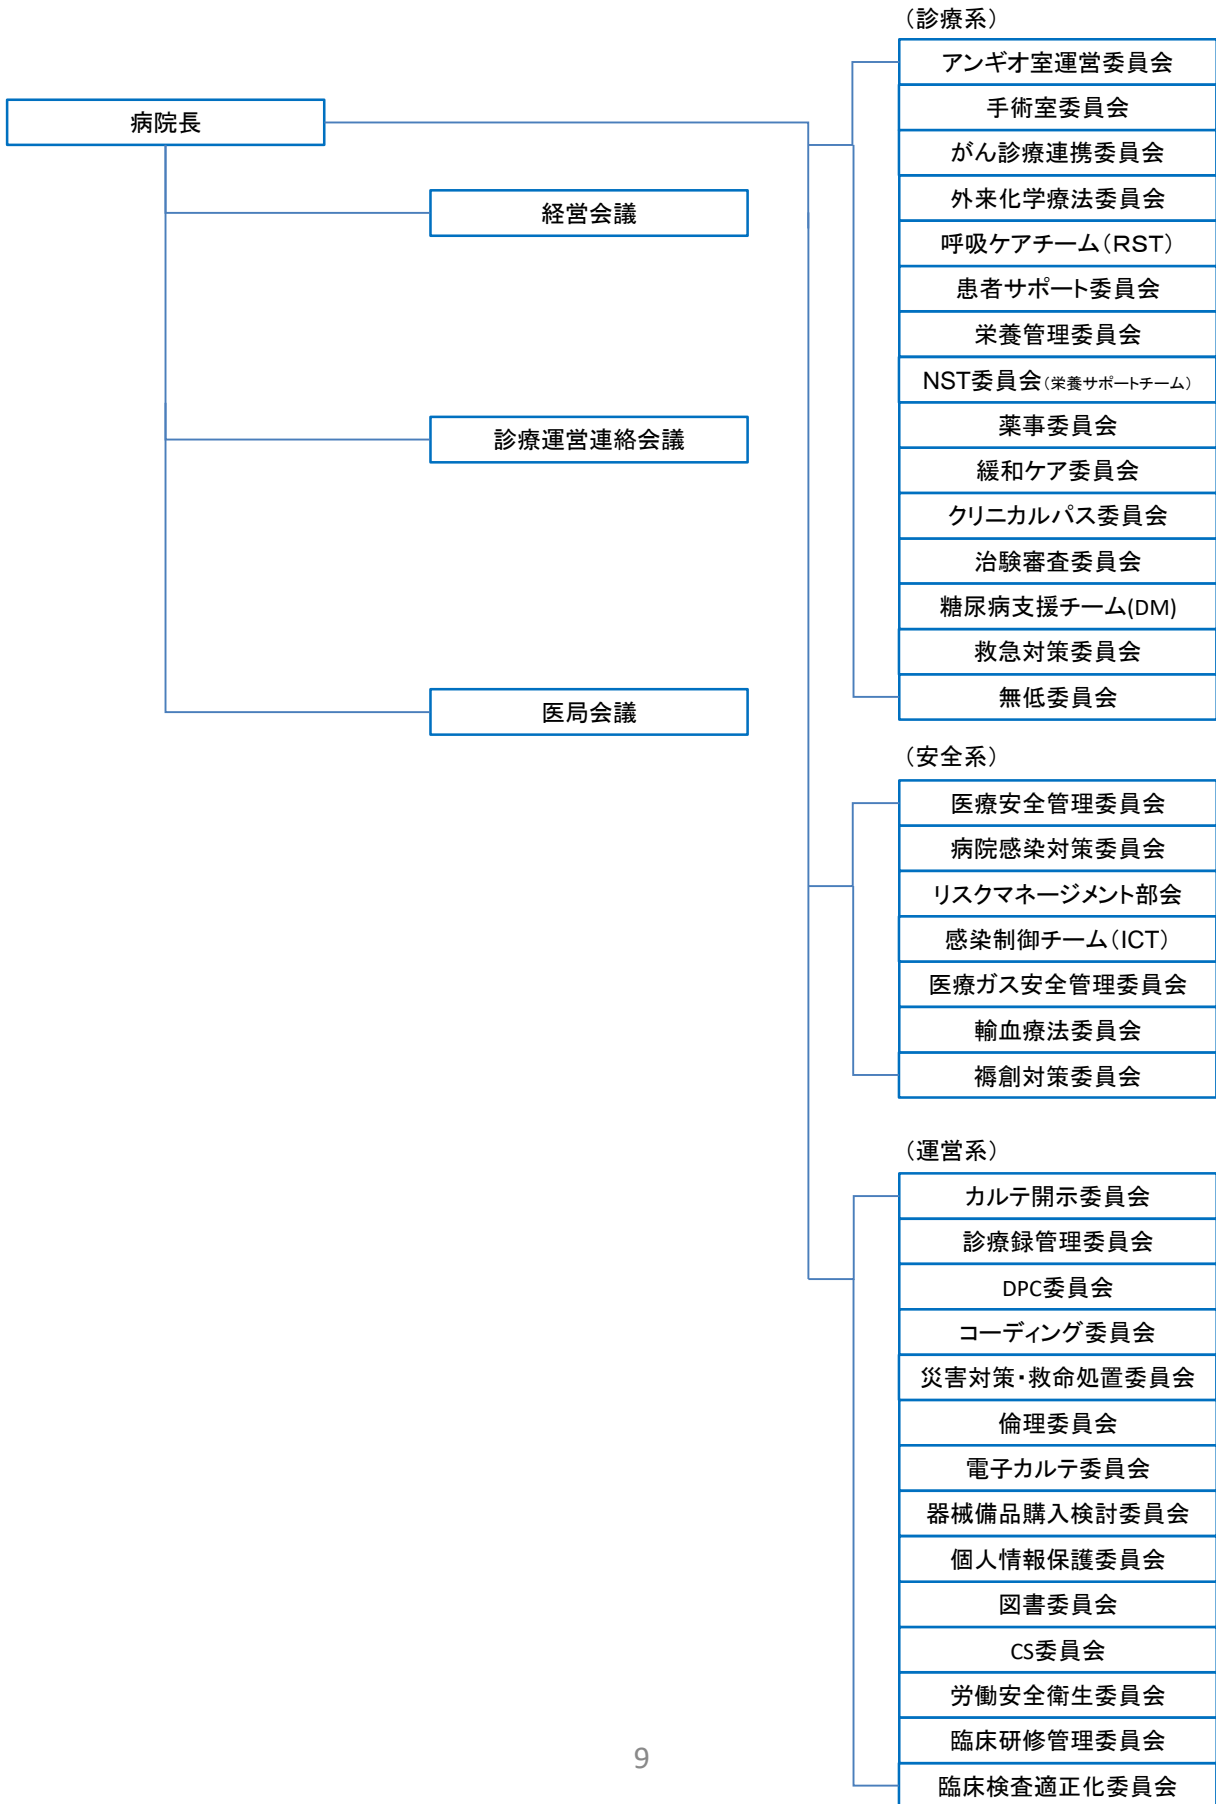 病院長
経営会議
診療運営連絡会議
医局会議
（診療系）
アンギオ室運営委員会
手術室委員会
がん診療連携委員会
外来化学療法委員会
呼吸ケアチーム（RST）
患者サポート委員会
栄養管理委員会
NST委員会（栄養サポートチーム）
薬事委員会
緩和ケア委員会
クリニカルパス委員会
治験審査委員会
糖尿病支援チーム(DM)
救急対策委員会
無低委員会
（安全系）
医療安全管理委員会
病院感染対策委員会
リスクマネージメント部会
感染制御チーム（ICT）
医療ガス安全管理委員会
輸血療法委員会
褥創対策委員会
（運営系）
カルテ開示委員会
診療録管理委員会
DPC委員会
コーディング委員会
災害対策・救命処置委員会
倫理委員会
電子カルテ委員会
器械備品購入検討委員会
個人情報保護委員会
図書委員会
CS委員会
労働安全衛生委員会
臨床研修管理委員会
臨床検査適正化委員会
9